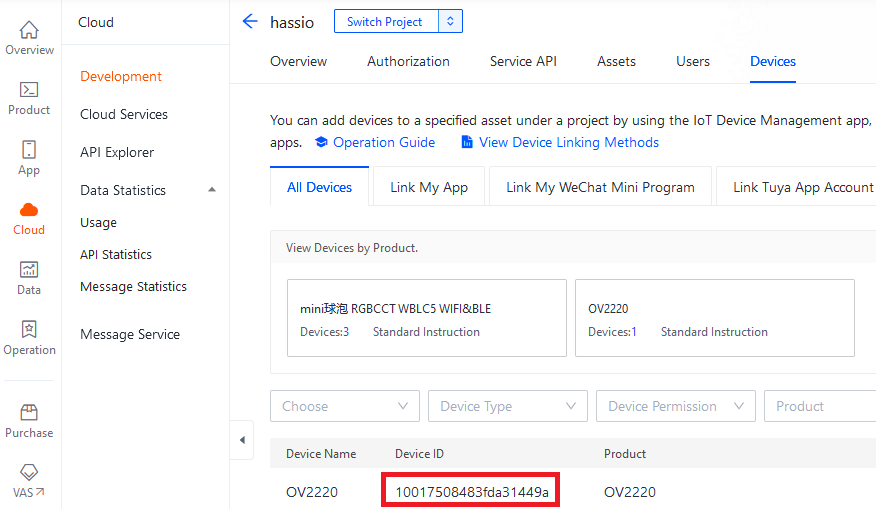 Overview
Product
App
Cloud
Data
Operation
Purchase
VAS
Cloud
Development
Cloud Services
API Explorer
Data Statistics
Usage
API Statistics
Message Statistics
Message Service
hassio
Switch Project
Overview Authorization Service API Assets Users Devices
You can add devices to a specified asset under a project by using the IoT Device Management app,
apps. Operation Guide View Device Linking Methods
All Devices Link My App Link My WeChat Mini Program Link Tuya App Account
View Devices by Product.
mini球泡 RGBCCT WBLC5 WIFI&BLE
Devices:3 Standard Instruction
OV2220
Devices:1 Standard Instruction
Choose Device Type Device Permission Product
Device Name Device ID Product
OV2220 10017508483fda31449a OV2220